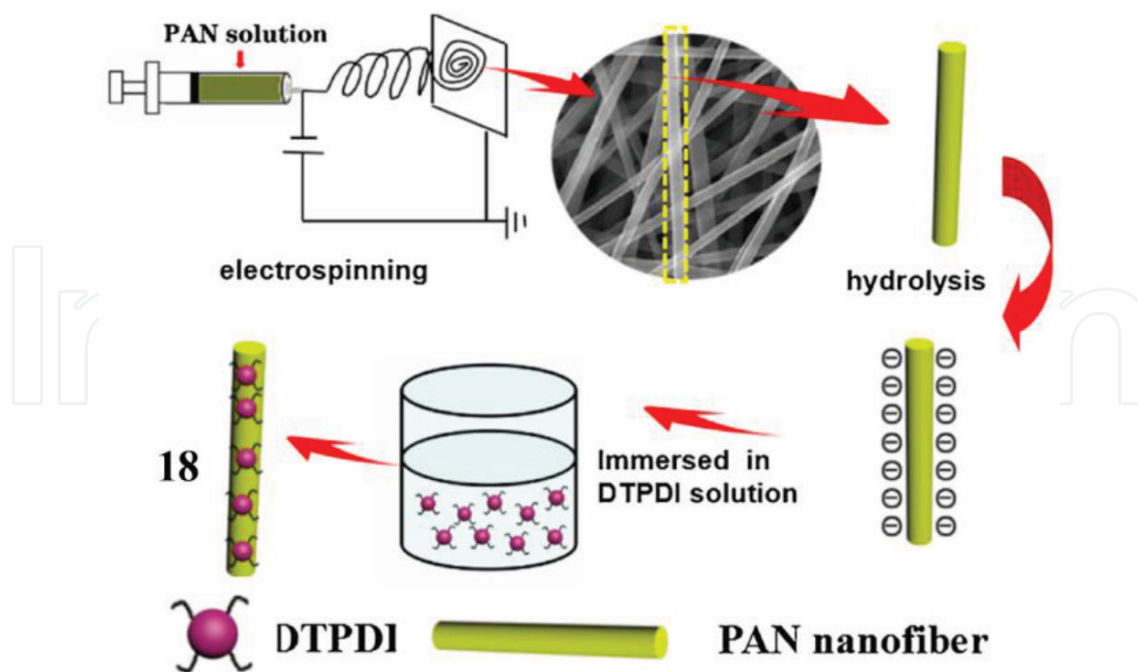 PAN solution
electrospinning
hydrolysis
18
Immersed in
DTPDI solution
DTPDI
PAN nanofiber